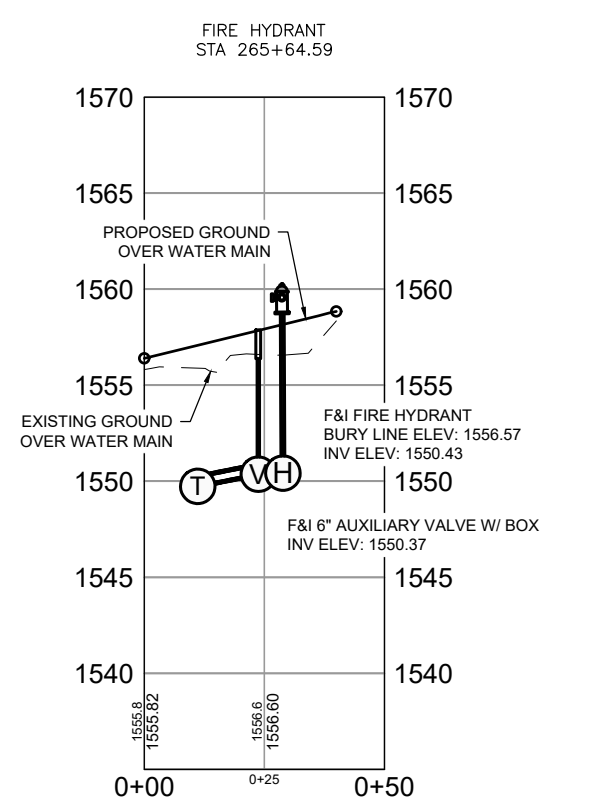 FIRE HYDRANT
STA 265+64.59
1570 1570
1565 1565
PROPOSED GROUND
OVER WATER MAIN
1560 1560
1555 1555
EXISTING GROUND
OVER WATER MAIN
F&I FIRE HYDRANT
BURY LINE ELEV: 1556.57
INV ELEV: 1550.43
1550 T V H 1550
F&I 6" AUXILIARY VALVE W/ BOX
INV ELEV: 1550.37
1545 1545
1540 1540
1555.8
1555.82
1556.6
1556.60
0+00 0+25 0+50